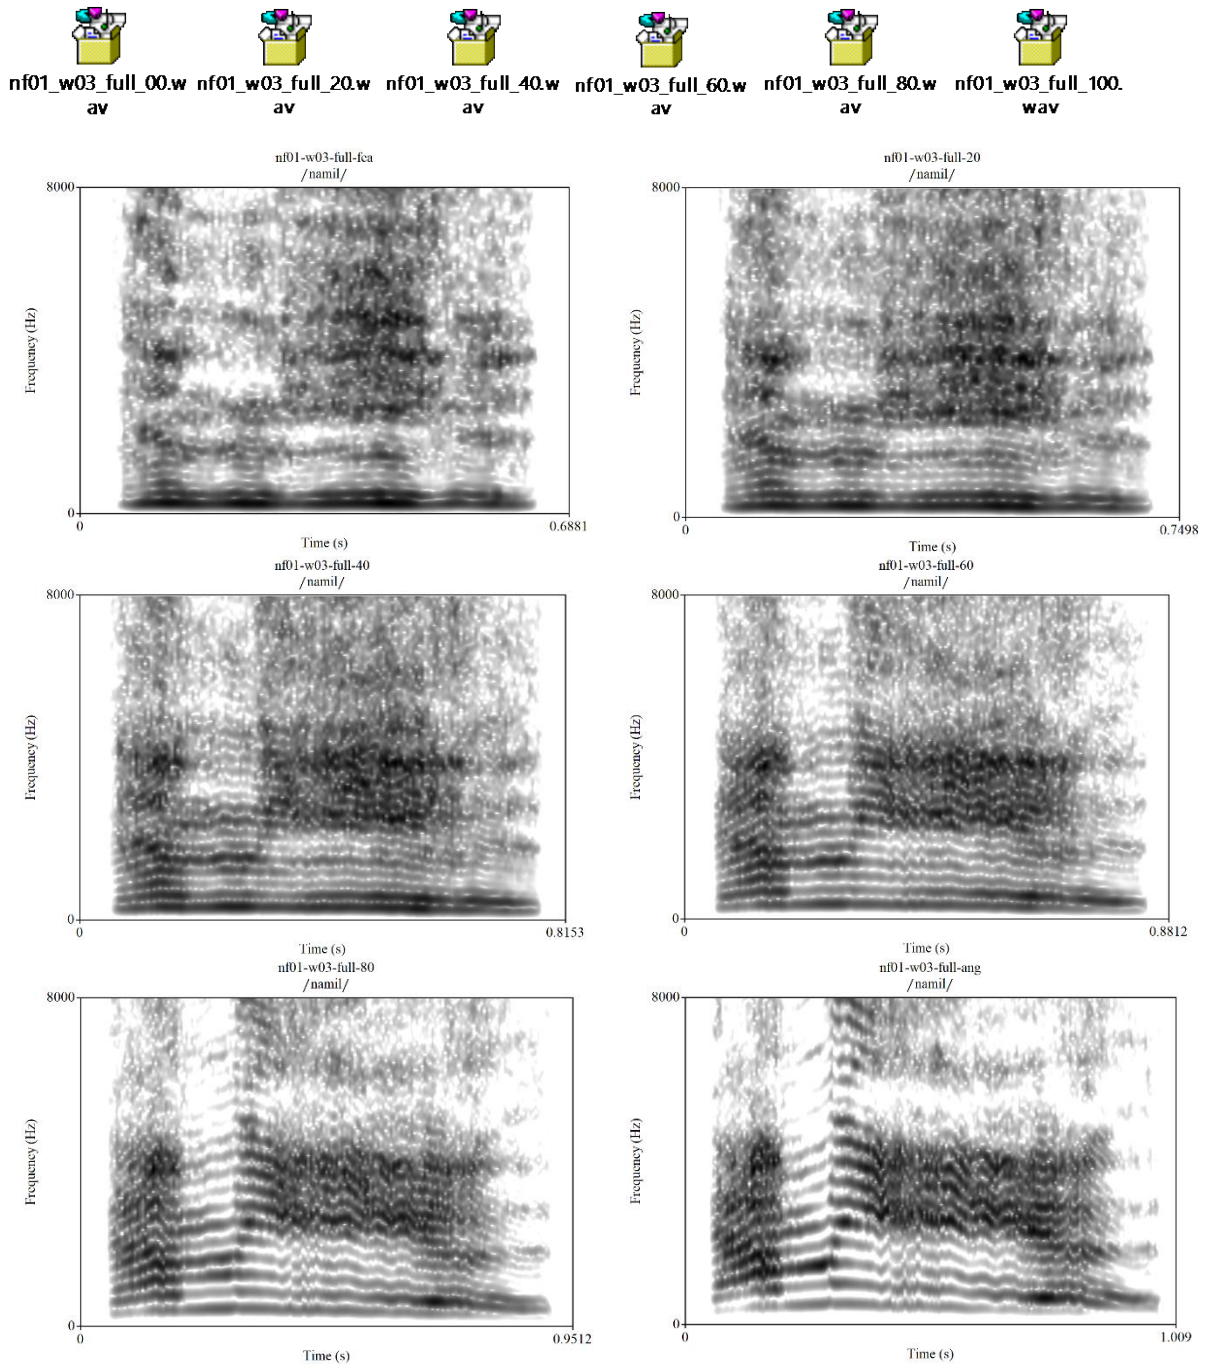 nf01_w03_full_00.w nf01_w03_full_20.w nf01_w03_full_40.w nf01_w03_full_60.w nf01_w03_full_80.w nf01_w03_full_100.
av av av av av wav
nf01-w03-full-fca
/namil/
8000
Frequency (Hz)
0
0 0.6881
Time (s)
nf01-w03-full-20
/namil/
8000
Frequency (Hz)
0
0 0.7498
Time (s)
nf01-w03-full-40
/namil/
8000
Frequency (Hz)
0
0 0.8153
Time (s)
nf01-w03-full-60
/namil/
8000
Frequency (Hz)
0
0 0.8812
Time (s)
nf01-w03-full-80
/namil/
8000
Frequency (Hz)
0
0 0.9512
Time (s)
nf01-w03-full-ang
/namil/
8000
Frequency (Hz)
0
0 1.009
Time (s)